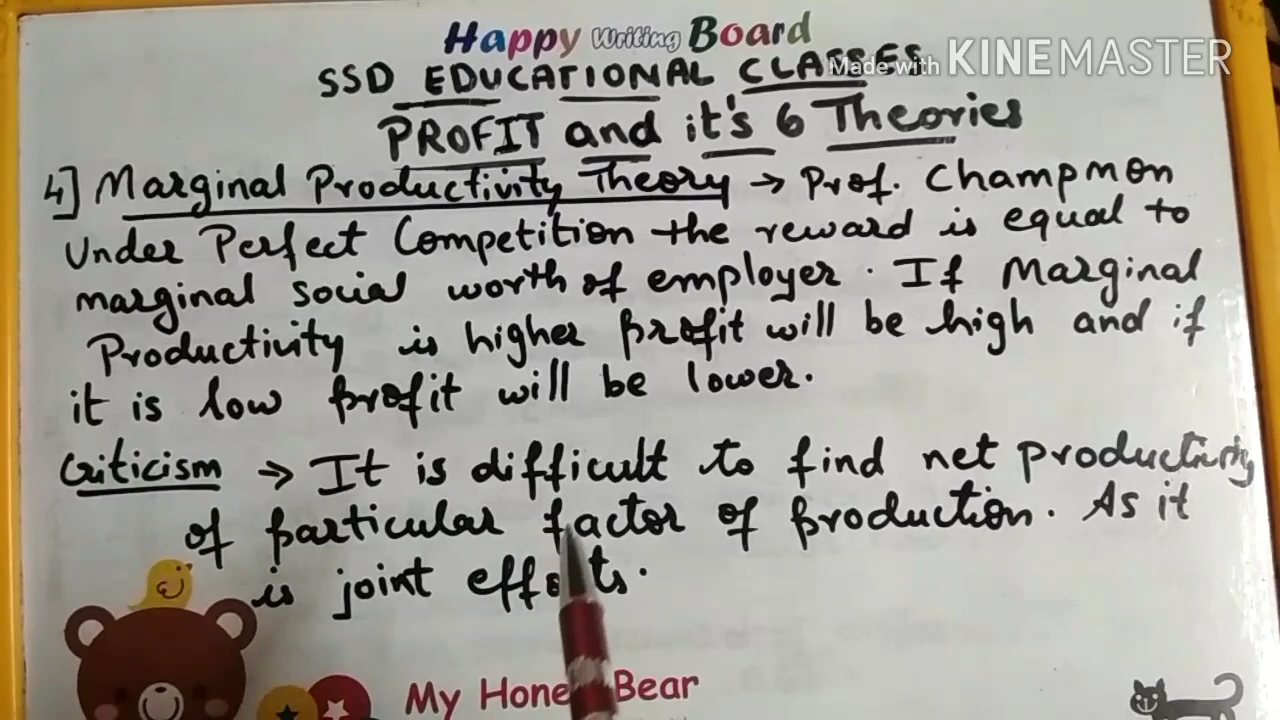 Happy Writing Board
Made with KINEMASTER
SSD EDUCATIONAL CLASSES
PROFIT and it's 6 Theories
4] Marginal Productivity Theory → Prof. Champmon
Under Perfect Competition the reward is equal to
marginal social worth of employer. If Marginal
Productivity is higher profit will be high and if
it is low profit will be lower.
Criticism → It is difficult to find net productivity
of particular factor of production. As it
is joint efforts.
My Hone Bear